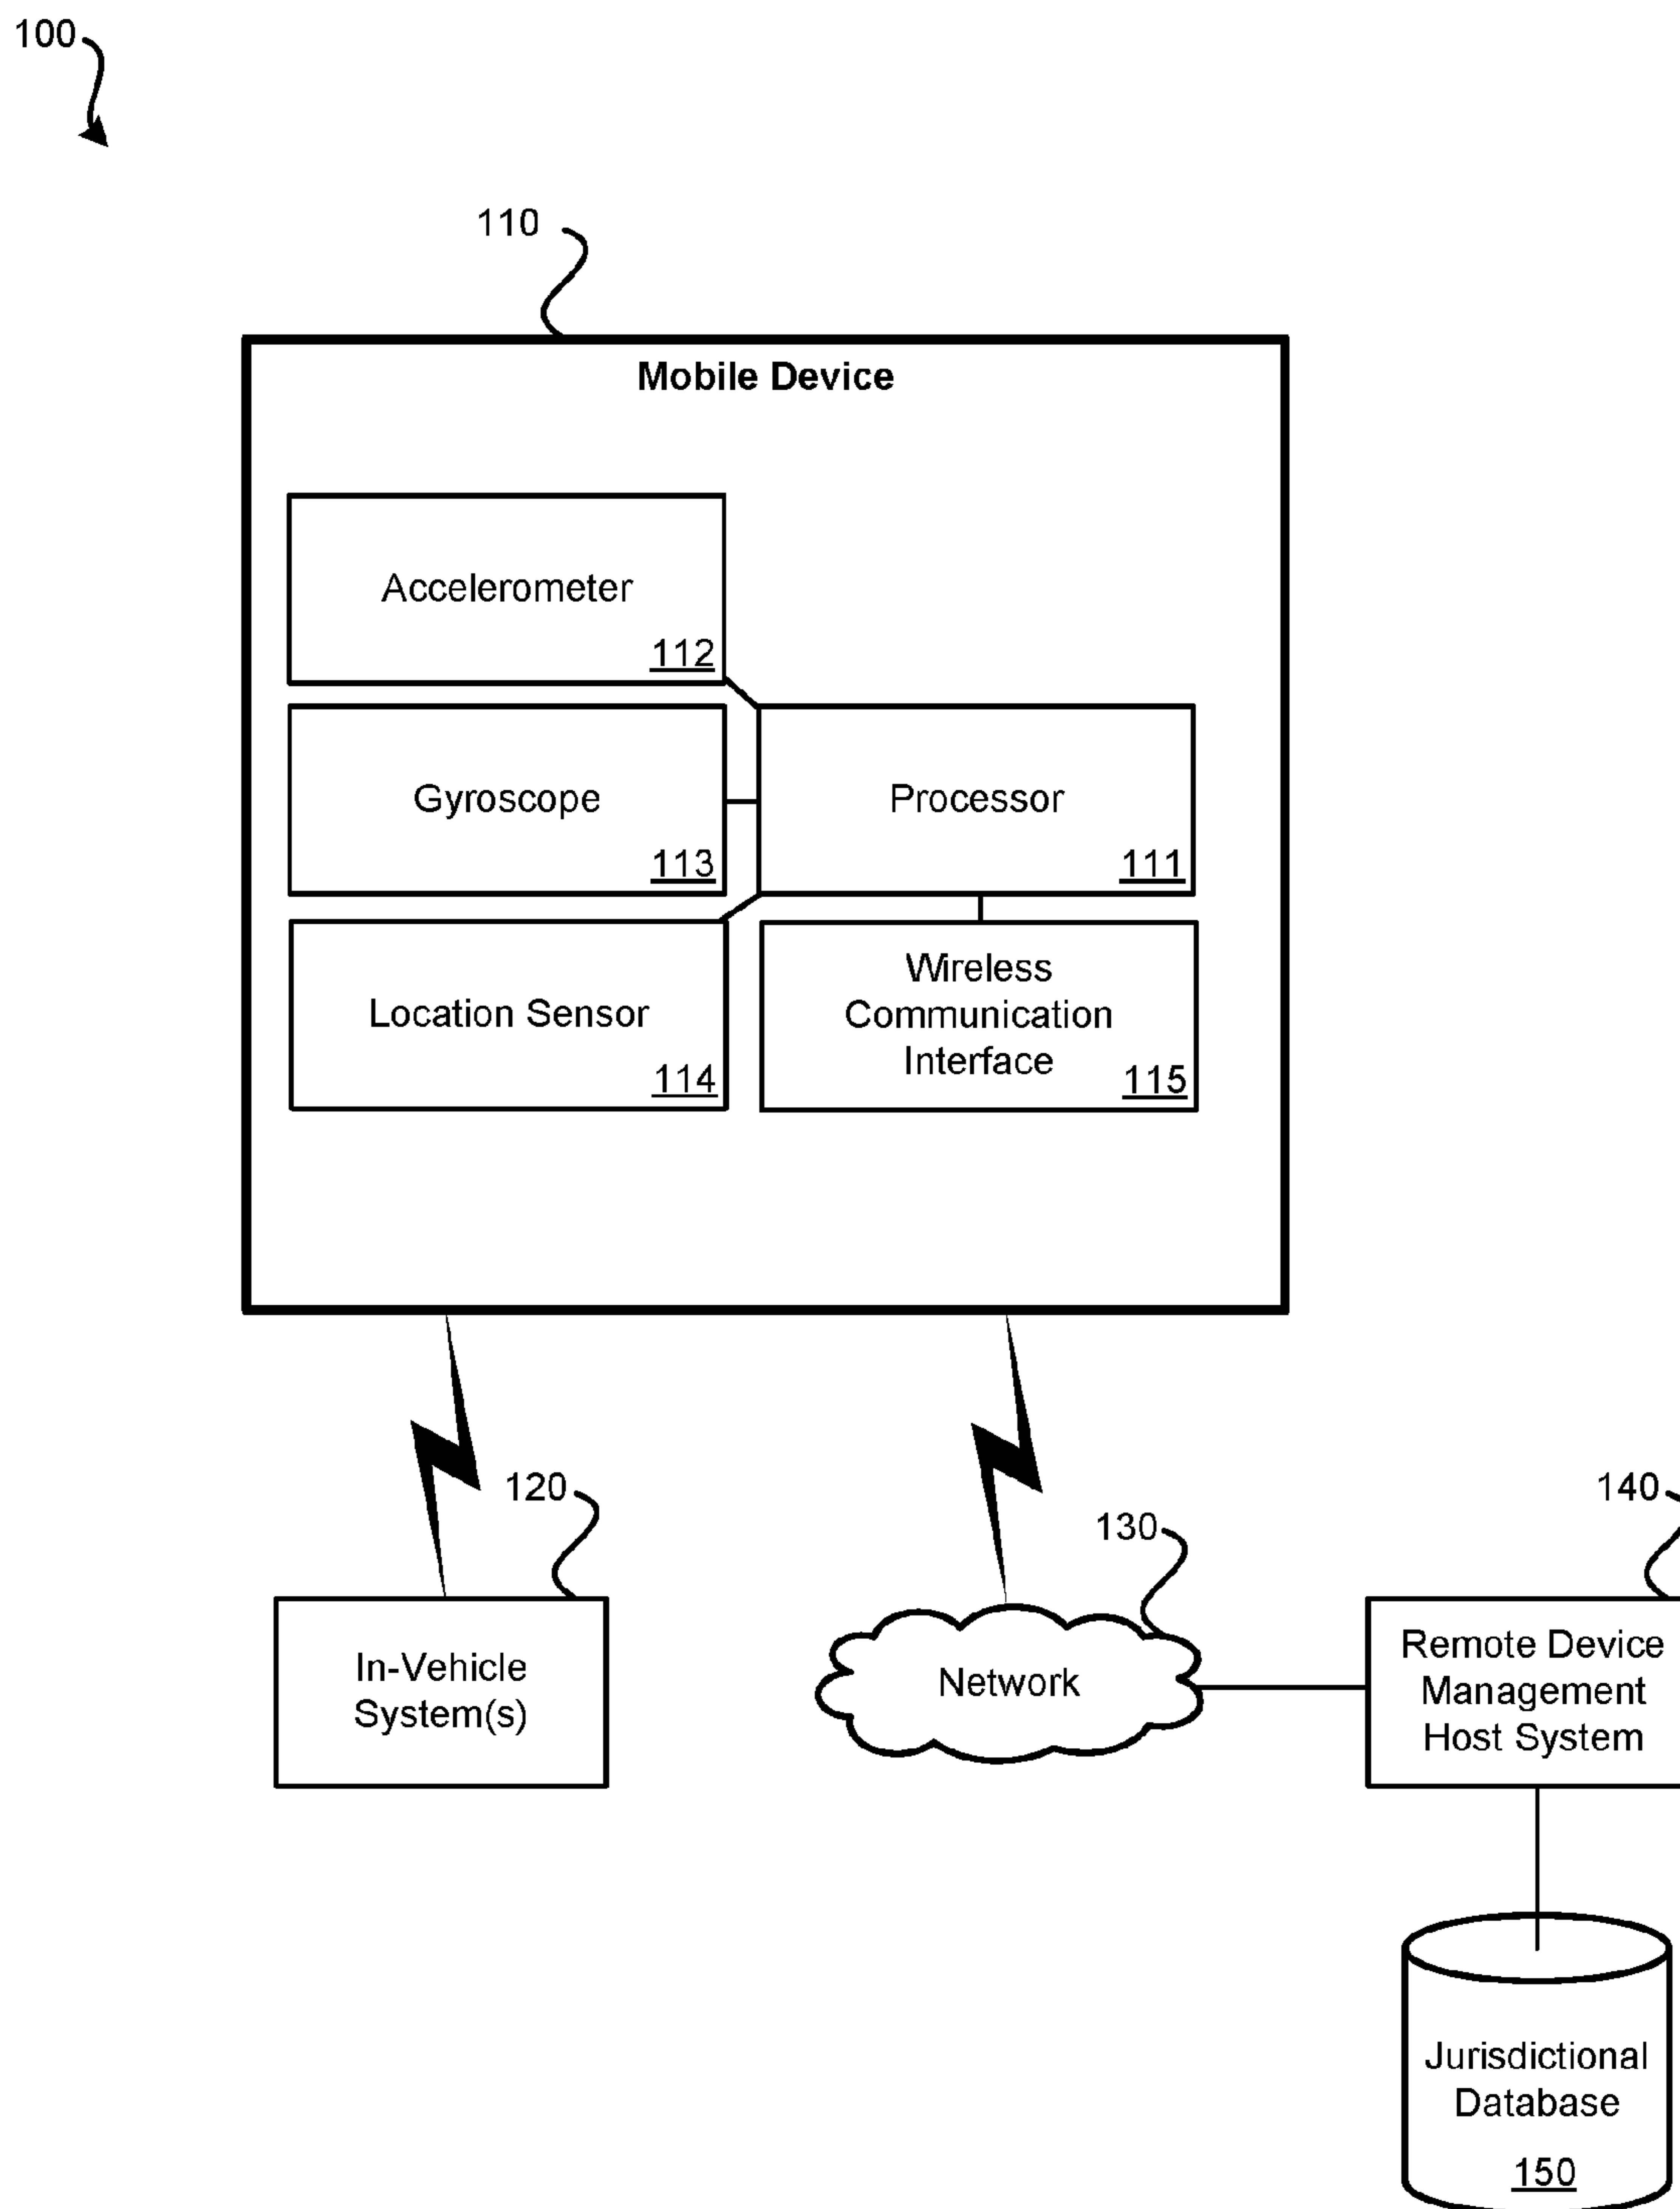 100
110
Mobile Device
Accelerometer
112
Gyroscope
113
Processor
111
Location Sensor
114
Wireless
Communication
Interface
115
120
In-Vehicle
System(s)
130
Network
140
Remote Device
Management
Host System
Jurisdictional
Database
150